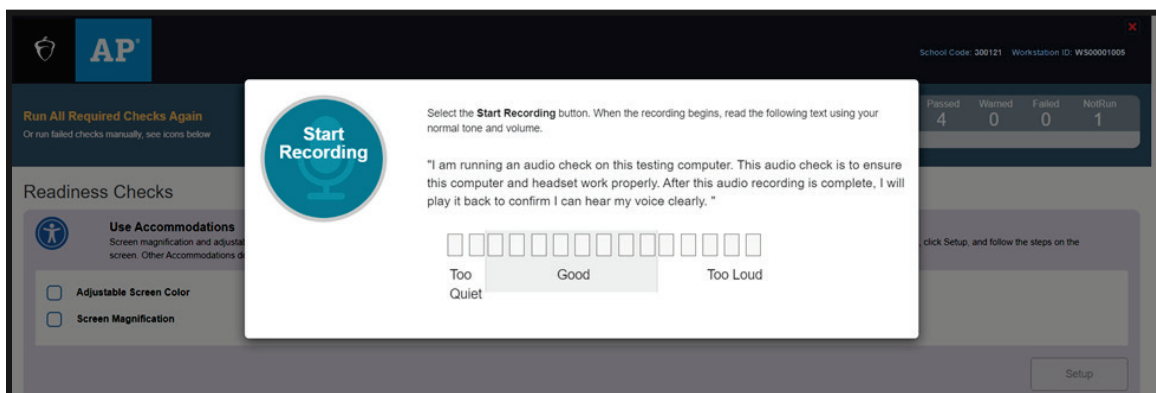 AP
School Code: 300121 Workstation ID: WS00001005
Run All Required Checks Again
Or run failed checks manually, see icons below
Passed Warned Failed NotRun
4 0 0 1
Start
Recording
Select the Start Recording button. When the recording begins, read the following text using your
normal tone and volume.
"I am running an audio check on this testing computer. This audio check is to ensure
this computer and headset work properly. After this audio recording is complete, I will
play it back to confirm I can hear my voice clearly. "
Too
Quiet
Good
Too Loud
Readiness Checks
Use Accommodations
Screen magnification and
, click Setup, and follow the steps on the
screen. Other Accommodations
Adjustable Screen Color
Screen Magnification
Setup